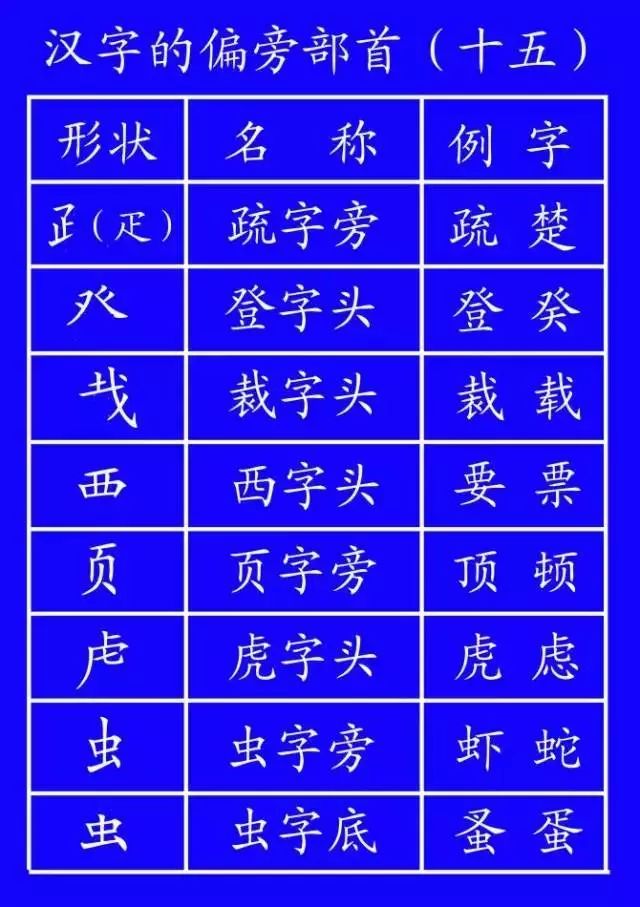 汉字的偏旁部首（十五）
形状 名 称 例 字
𤴔（疋） 疏字旁 疏 楚
癶 登字头 登 癸
𢦏 裁字头 裁 载
覀 西字头 要 票
页 页字旁 顶 顿
虍 虎字头 虎 虑
虫 虫字旁 虾 蛇
虫 虫字底 蚤 蛋